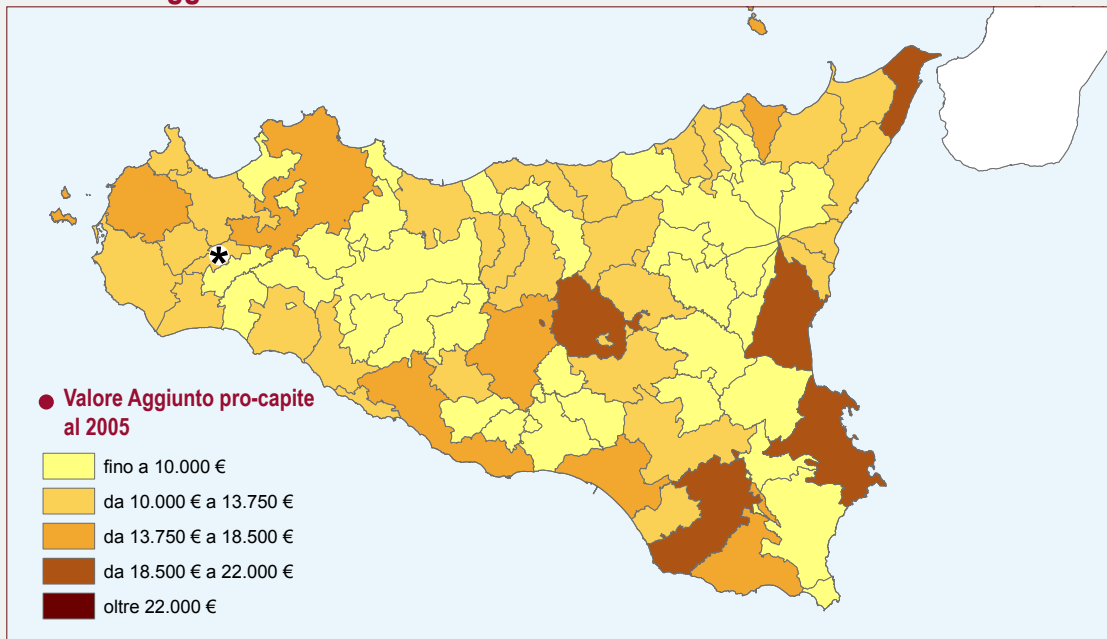 Valore Aggiunto pro-capite
al 2005
fino a 10.000 €
da 10.000 € a 13.750 €
da 13.750 € a 18.500 €
da 18.500 € a 22.000 €
oltre 22.000 €